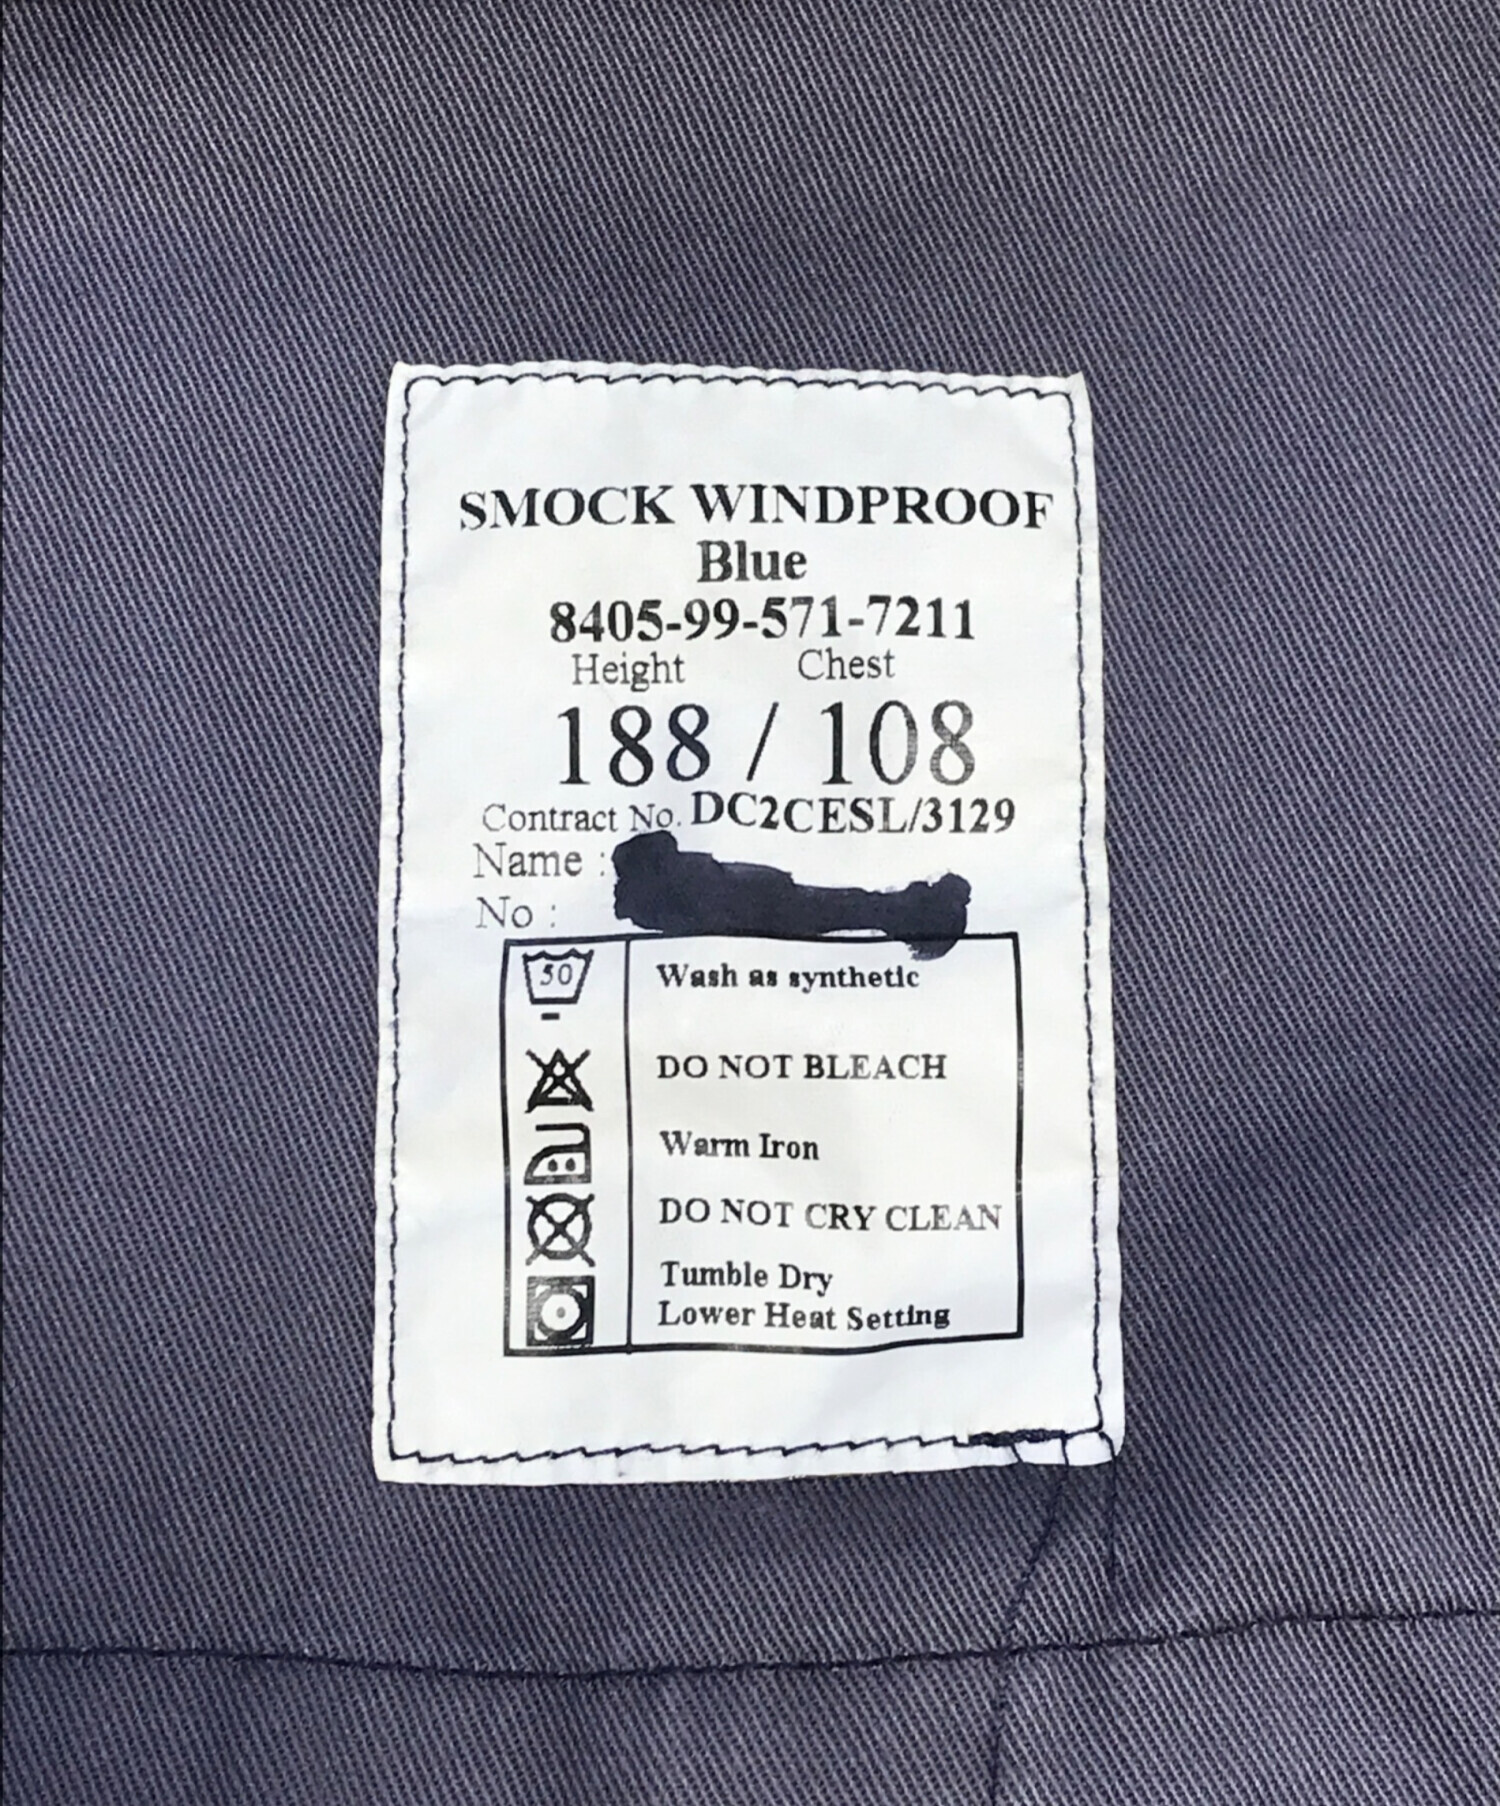 SMOCK WINDPROOF
Blue
8405-99-571-7211
Height Chest
188 / 108
Contract No. DC2CESL/3129
Name :
No :
50 Wash as synthetic
DO NOT BLEACH
Warm Iron
DO NOT CRY CLEAN
Tumble Dry
Lower Heat Setting